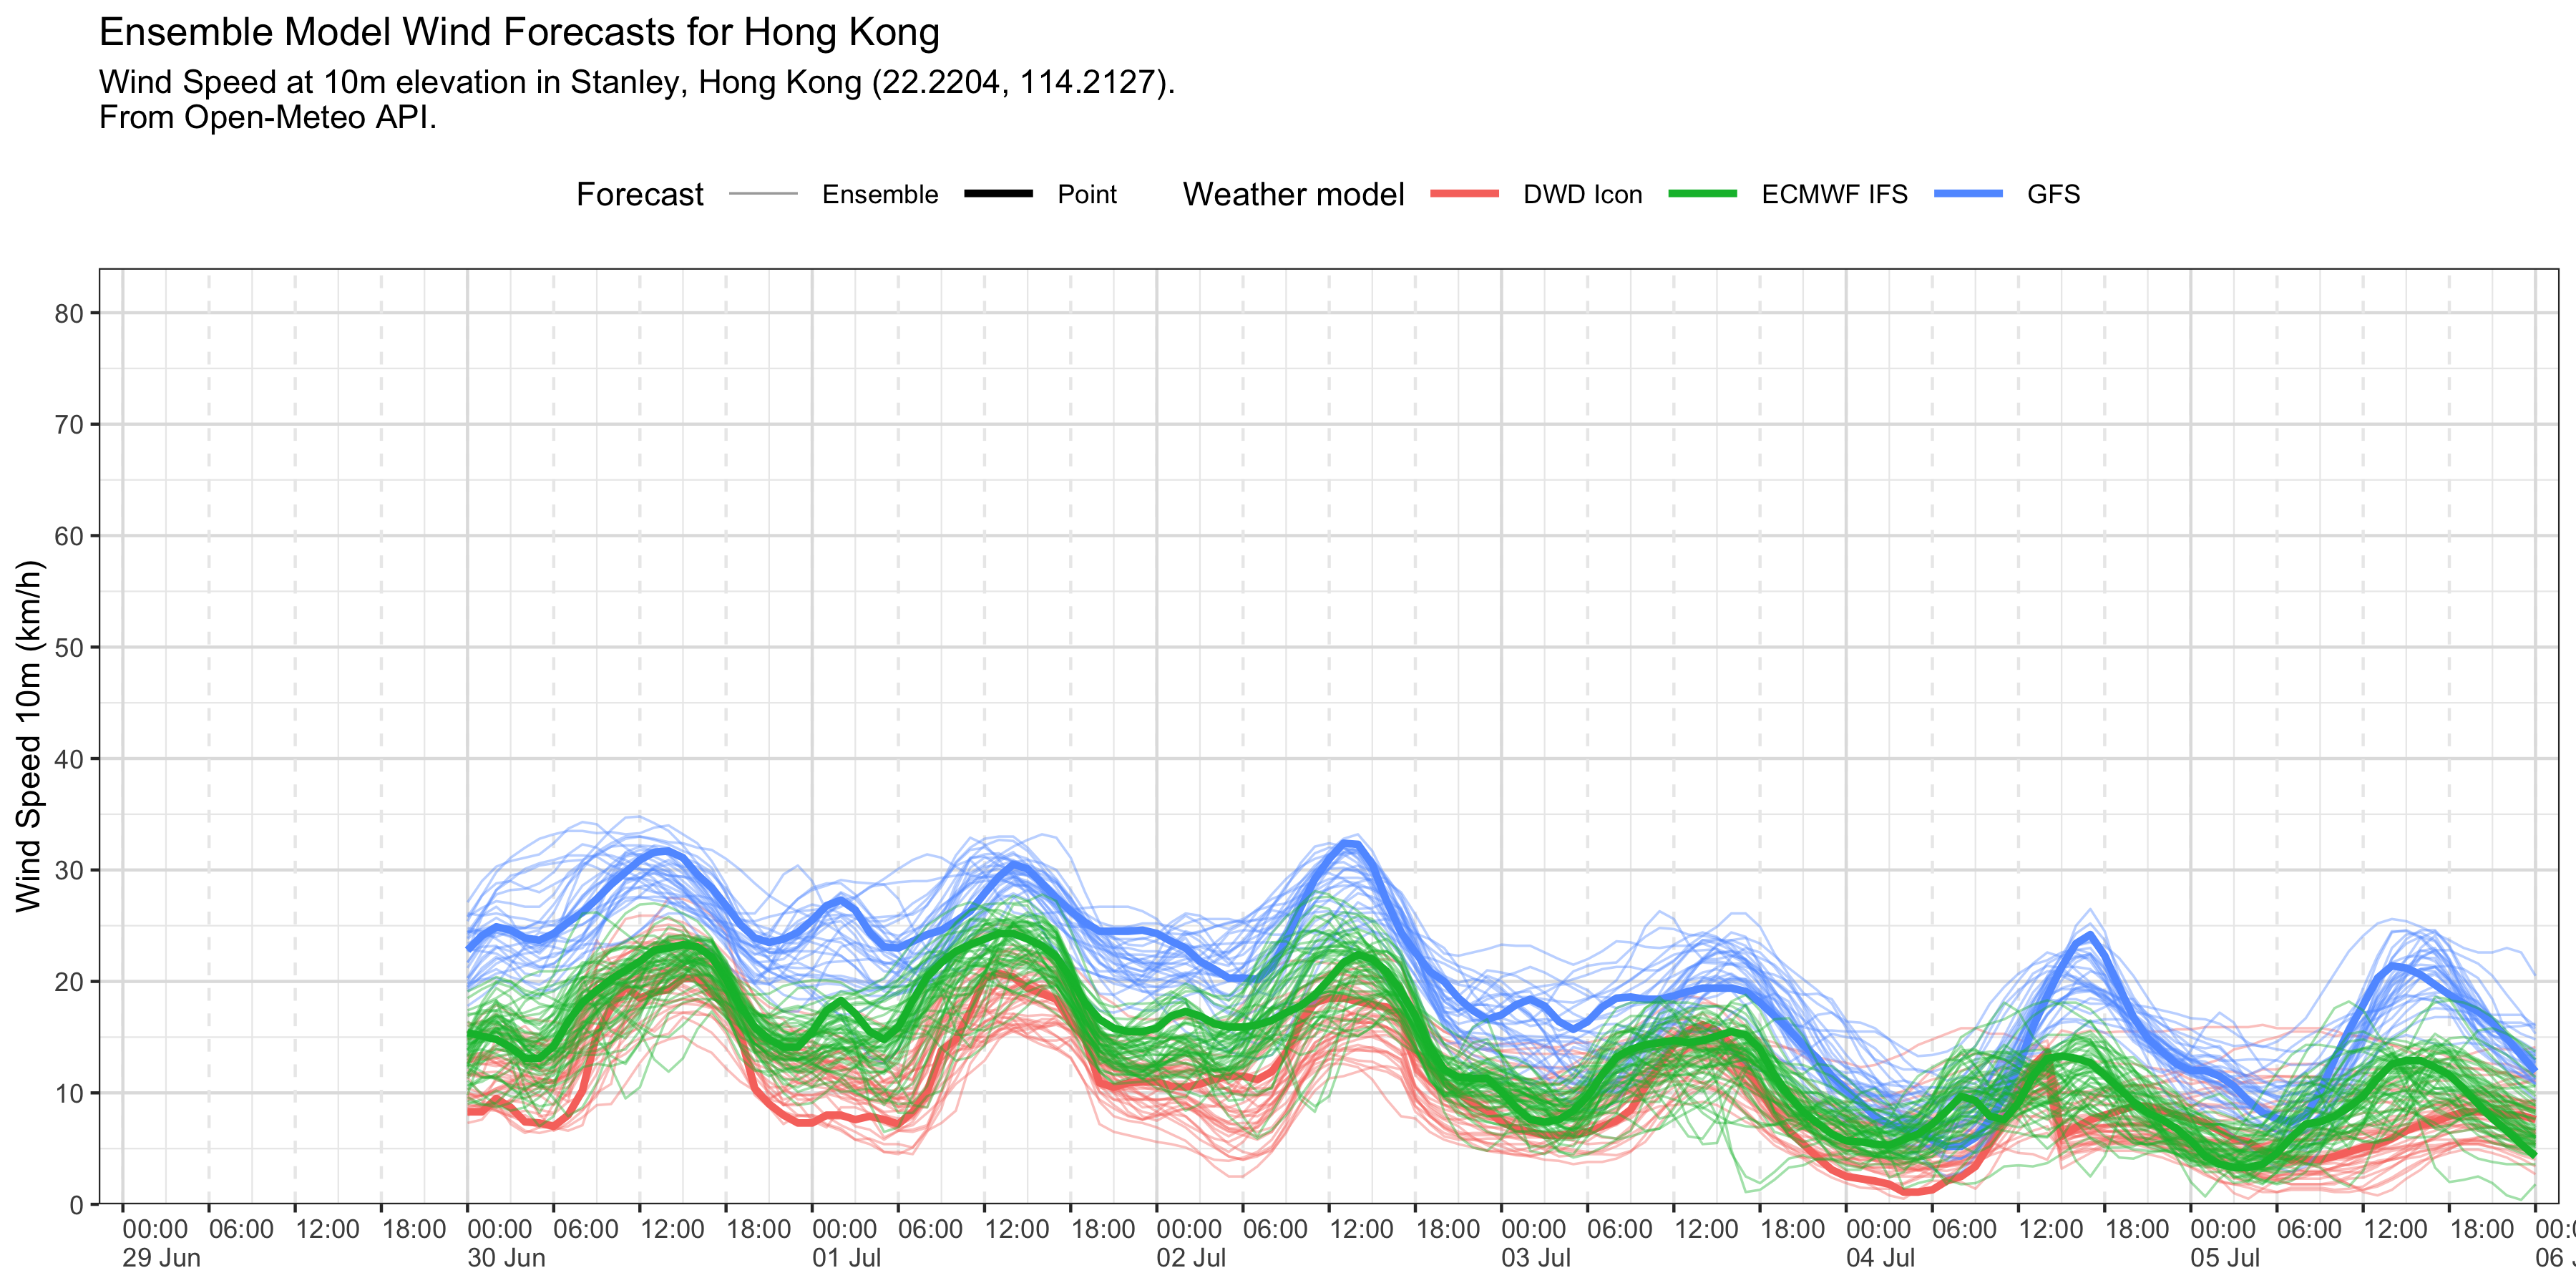 Ensemble Model Wind Forecasts for Hong Kong
Wind Speed at 10m elevation in Stanley, Hong Kong (22.2204, 114.2127).
From Open-Meteo API.
Forecast Ensemble Point Weather model DWD Icon ECMWF IFS GFS
Wind Speed 10m (km/h)
80
70
60
50
40
30
20
10
0
00:00 06:00 12:00 18:00 00:00 06:00 12:00 18:00 00:00 06:00 12:00 18:00 00:00 06:00 12:00 18:00 00:00 06:00 12:00 18:00 00:00 06:00 12:00 18:00 00:00 06:00 12:00 18:00 00:0
29 Jun 30 Jun 01 Jul 02 Jul 03 Jul 04 Jul 05 Jul 06